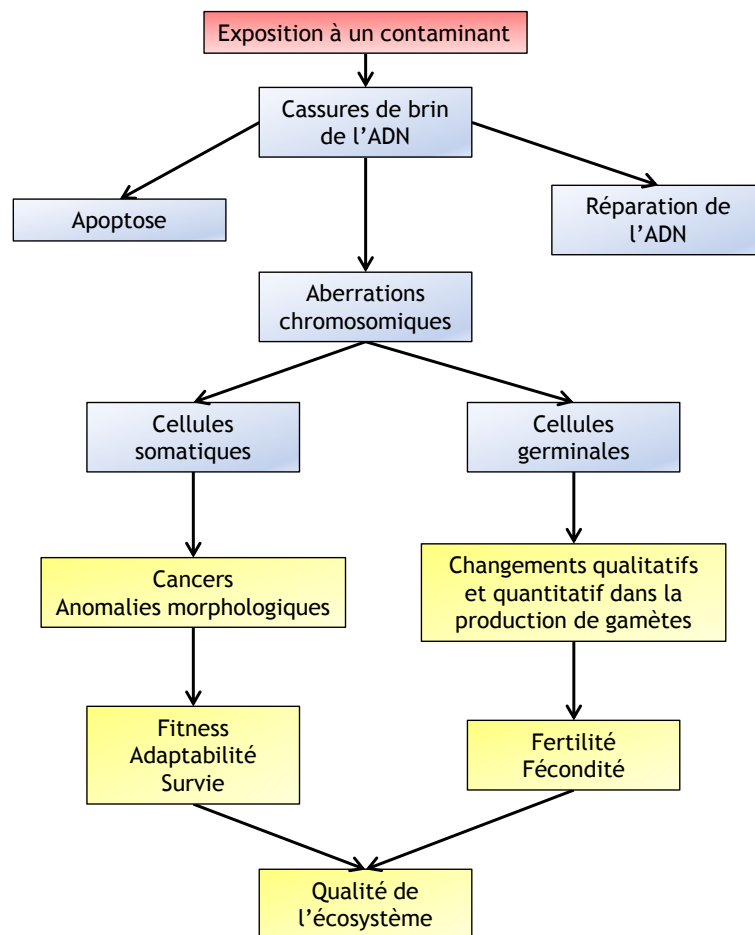 Exposition à un contaminant
Cassures de brin
de l’ADN
Apoptose
Réparation de
l’ADN
Aberrations
chromosomiques
Cellules
somatiques
Cellules
germinales
Cancers
Anomalies morphologiques
Changements qualitatifs
et quantitatif dans la
production de gamètes
Fitness
Adaptabilité
Survie
Fertilité
Fécondité
Qualité de
l’écosystème